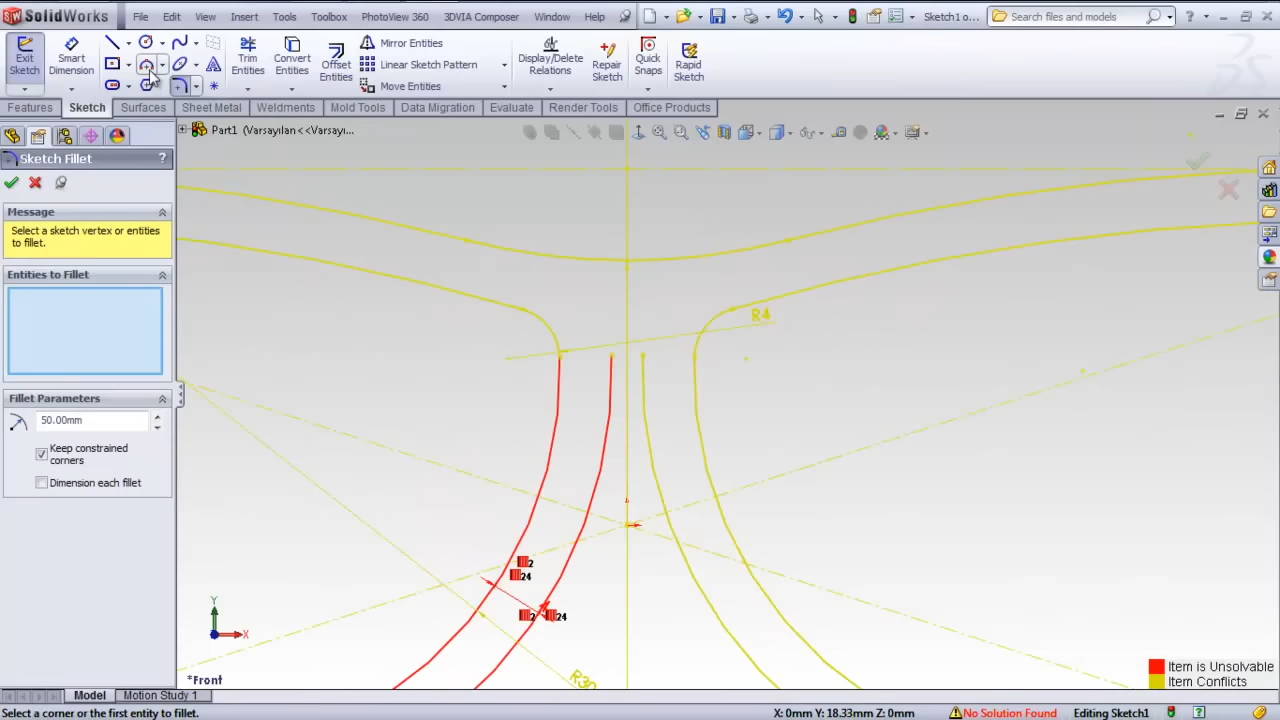 SolidWorks File Edit View Insert Tools Toolbox PhotoView 360 3DVIA Composer Window Help Sketch1 o... Search files and models
Exit Sketch Smart Dimension Trim Entities Convert Entities Offset Entities Mirror Entities Linear Sketch Pattern Move Entities Display/Delete Relations Repair Sketch Quick Snaps Rapid Sketch
Features Sketch Surfaces Sheet Metal Weldments Mold Tools Data Migration Evaluate Render Tools Office Products
Part1 (Varsayılan<<Varsayı...
Sketch Fillet ?
Message
Select a sketch vertex or entities
to fillet.
Entities to Fillet
R4
Fillet Parameters
50.00mm
Keep constrained
corners
Dimension each fillet
2
24
2 24
Y
X
R30
*Front
Item is Unsolvable
Item Conflicts
Model Motion Study 1
Select a corner or the first entity to fillet. X: 0mm Y: 18.33mm Z: 0mm No Solution Found Editing Sketch1